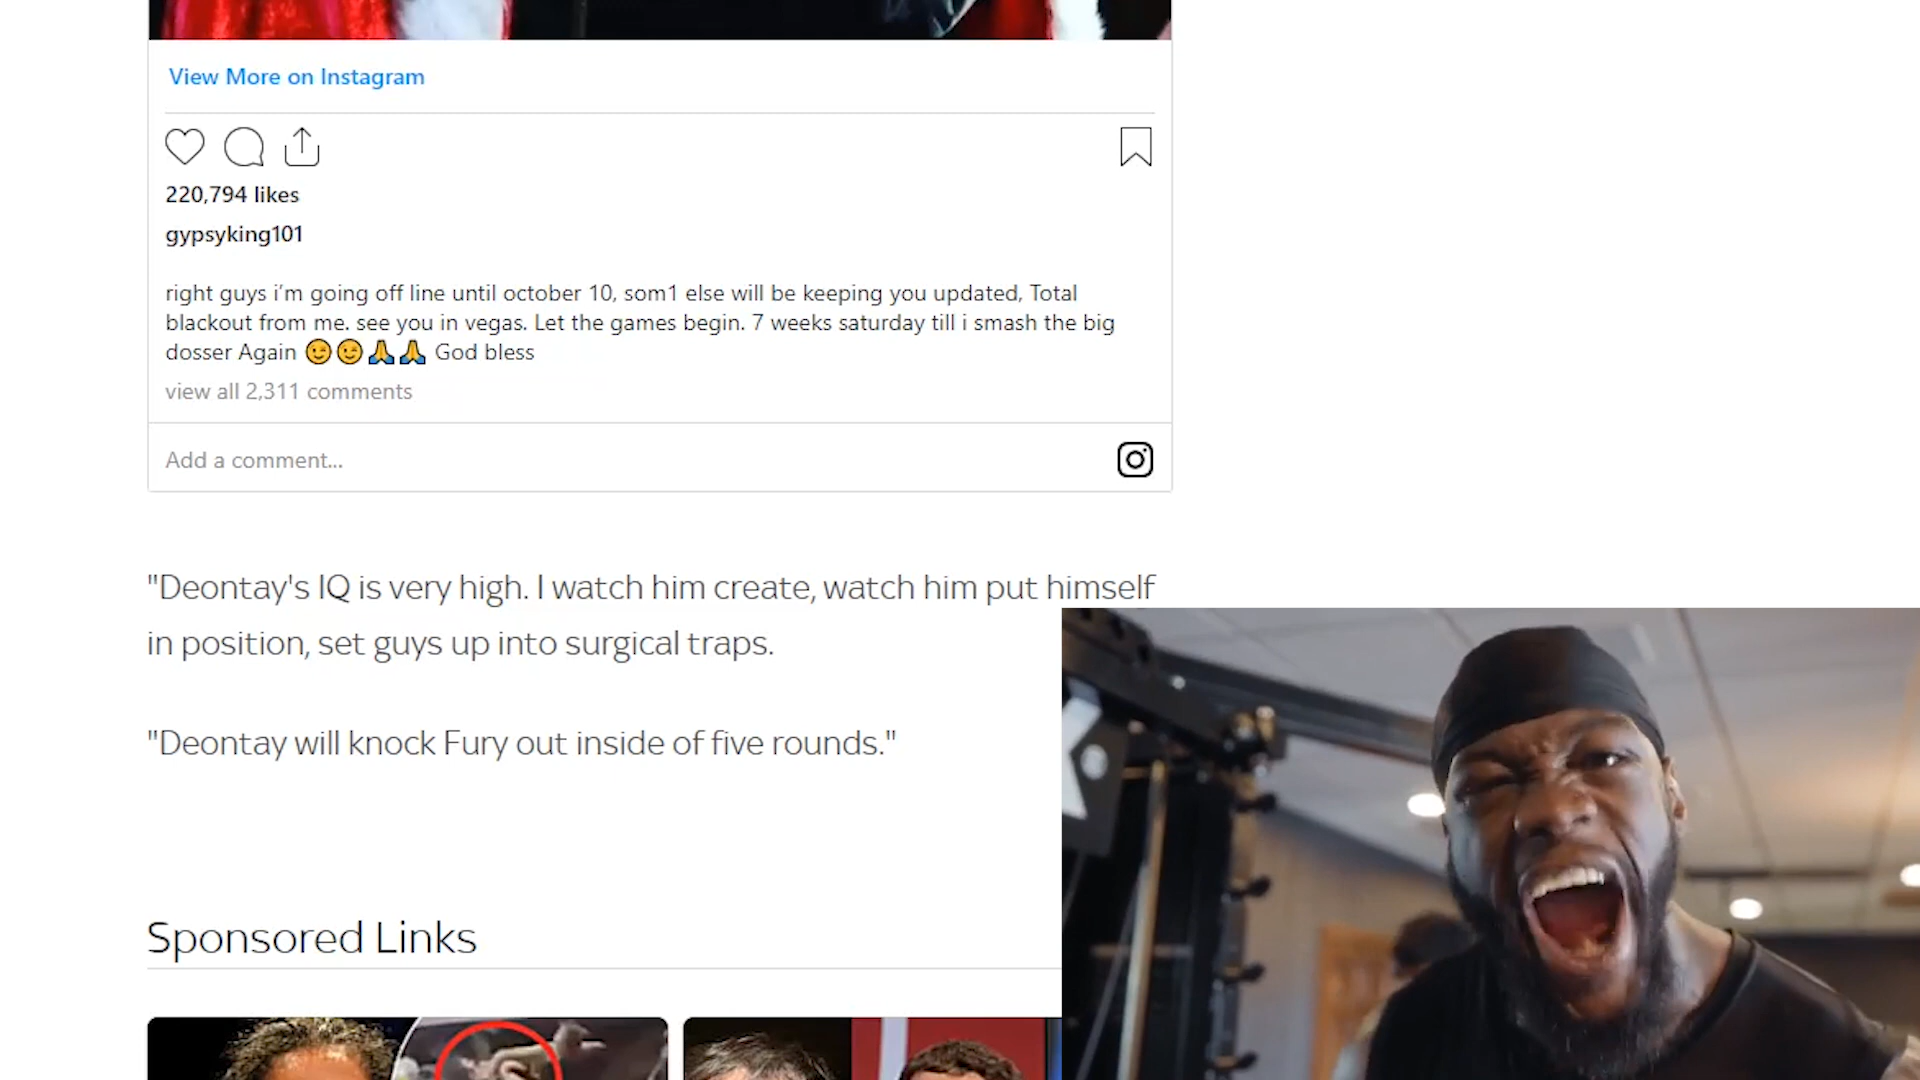 View More on Instagram
220,794 likes
gypsyking101
right guys i'm going off line until october 10, som1 else will be keeping you updated, Total
blackout from me. see you in vegas. Let the games begin. 7 weeks saturday till i smash the big
dosser Again 😉😉🙏🙏 God bless
view all 2,311 comments
Add a comment...
"Deontay's IQ is very high. I watch him create, watch him put himself
in position, set guys up into surgical traps.
"Deontay will knock Fury out inside of five rounds."
Sponsored Links